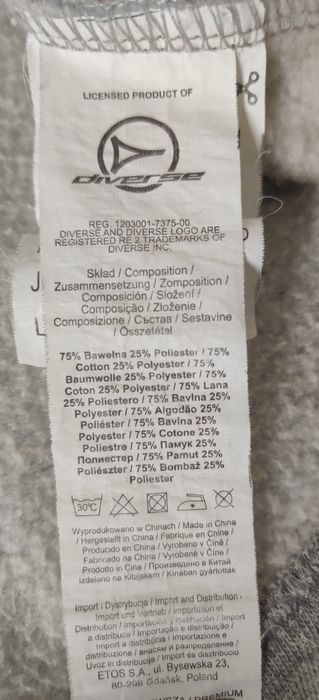 LICENSED PRODUCT OF
diverse
REG. 1203001-7375-00
DIVERSE AND DIVERSE LOGO ARE
REGISTERED RE 2 TRADEMARKS OF
DIVERSE INC.
Skład / Composition /
Zusammensetzung / Zomposition /
Composición / Složení /
Composição / Zloženie /
Compozizione / Състав / Sestavine
/ Összetétal
75% Bawełna 25% Poliester / 75%
Cotton 25% Polyester / 75%
Baumwolle 25% Polyester / 75%
Coton 25% Polyester / 75% Lana
25% Poliestero / 75% Bavlna 25%
Polyester / 75% Algodão 25%
Poliéster / 75% Bavlna 25%
Polyester / 75% Cotone 25%
Poliestre / 75% Памук 25%
Полиестер / 75% Pamut 25%
Poliészter / 75% Bombaž 25%
Poliester
30°C
Wyprodukowano w Chinach / Made in China
/ Hergestellt in China / Fabrique en Chine /
Producido en China / Vyrobeno v Čině /
Fabricado na China / Vyrobené v Číne /
Prodotto in Cina / Произведено в Китай
izdelano na Kitajskem / Kínában gyártották
Import i Dystrybucja / Import and Distribution /
Import und Vertrieb / Importation et
Distribution / Importación y distribución / Import
a distribuce / Importação e distribuição /
Import a distribúcia / Importazione e
distribuzione / внасям и разпределение /
Uvoz in distribucija / Import és disztribúció
ETOS S.A., ul. Bysewska 23,
80-298 Gdańsk, Poland
PREMIUM